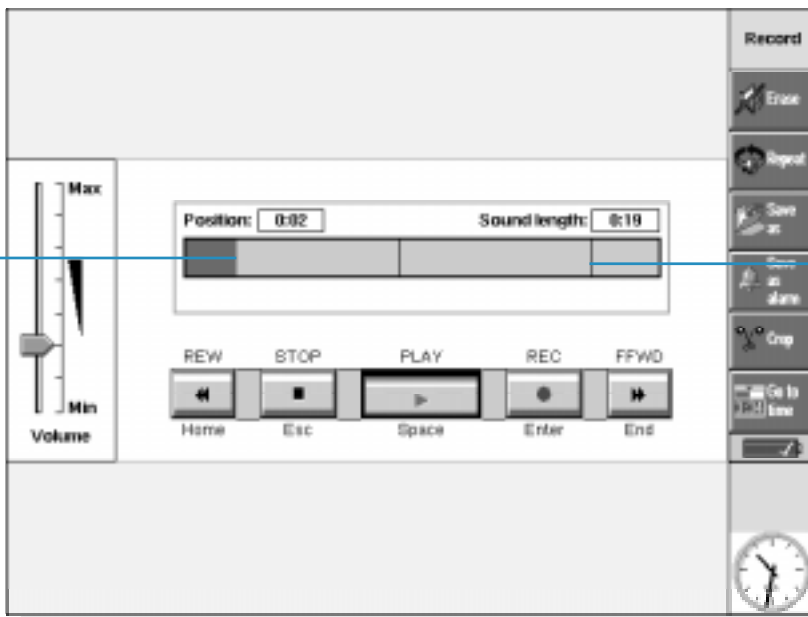 Record
Erase
Repeat
Save
as
Save
as
alarm
Crop
Go to
time
Max
Min
Volume
Position: 0:02 Sound length: 0:19
REW STOP PLAY REC FFWD
Home Esc Space Enter End